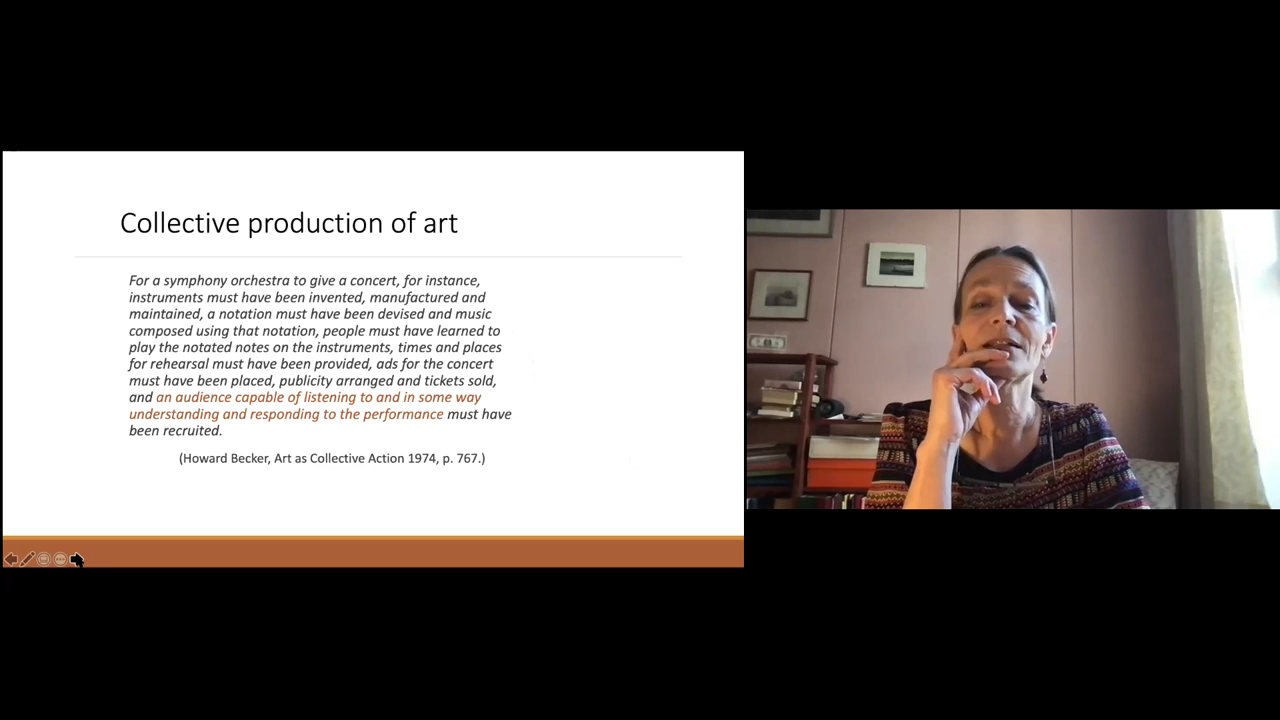 Collective production of art
For a symphony orchestra to give a concert, for instance,
instruments must have been invented, manufactured and
maintained, a notation must have been devised and music
composed using that notation, people must have learned to
play the notated notes on the instruments, times and places
for rehearsal must have been provided, ads for the concert
must have been placed, publicity arranged and tickets sold,
and an audience capable of listening to and in some way
understanding and responding to the performance must have
been recruited.
(Howard Becker, Art as Collective Action 1974, p. 767.)